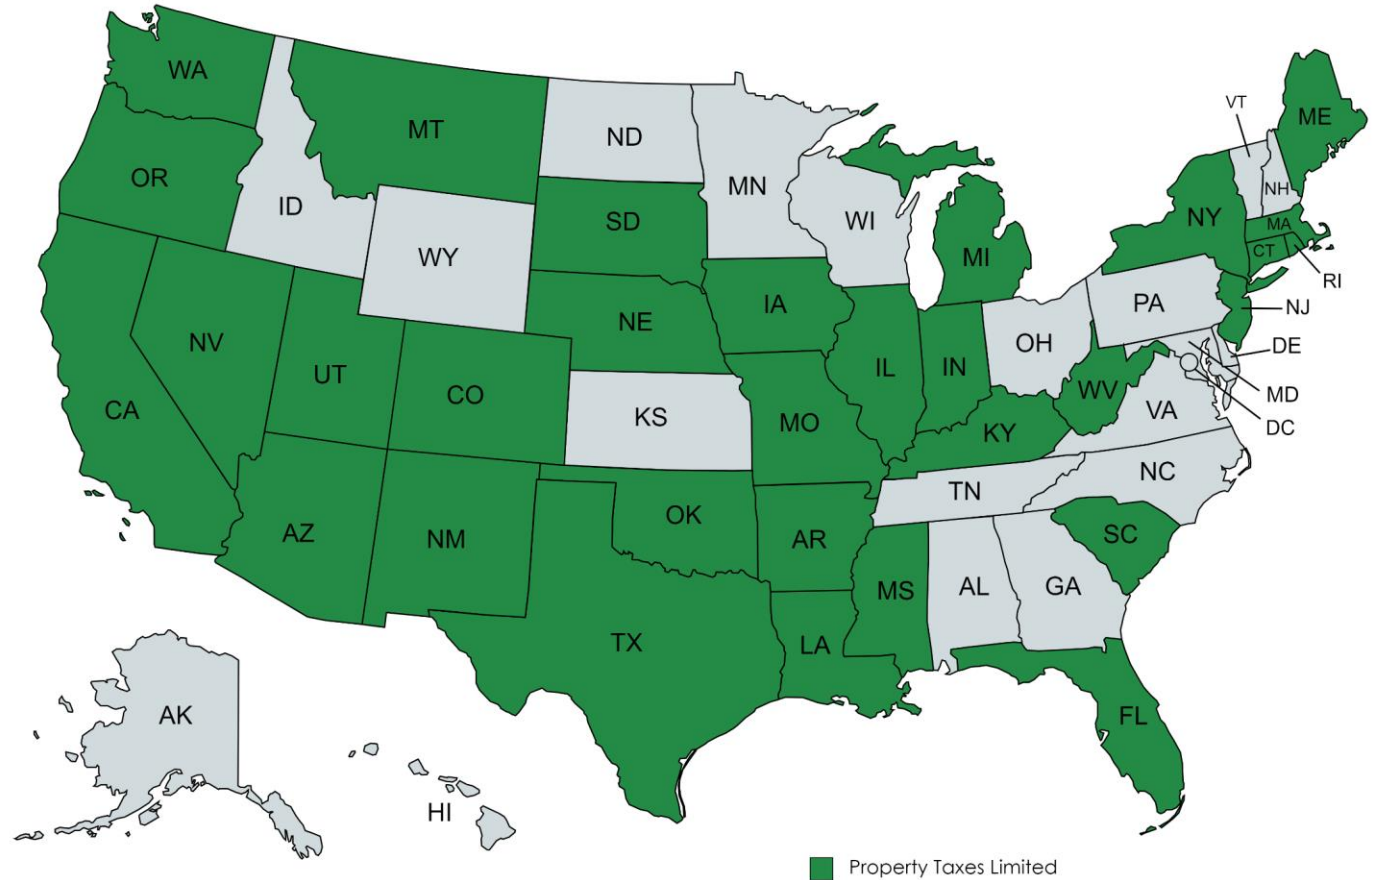 WA
MT
ND
MN
VT
ME
OR
ID
SD
WI
NH
NY
MA
CT
RI
WY
MI
IA
PA
NJ
NE
NV
UT
CO
IL
IN
OH
DE
WV
MD
CA
KS
MO
KY
VA
DC
TN
NC
AZ
NM
OK
AR
SC
MS
AL
GA
TX
LA
AK
FL
HI
Property Taxes Limited